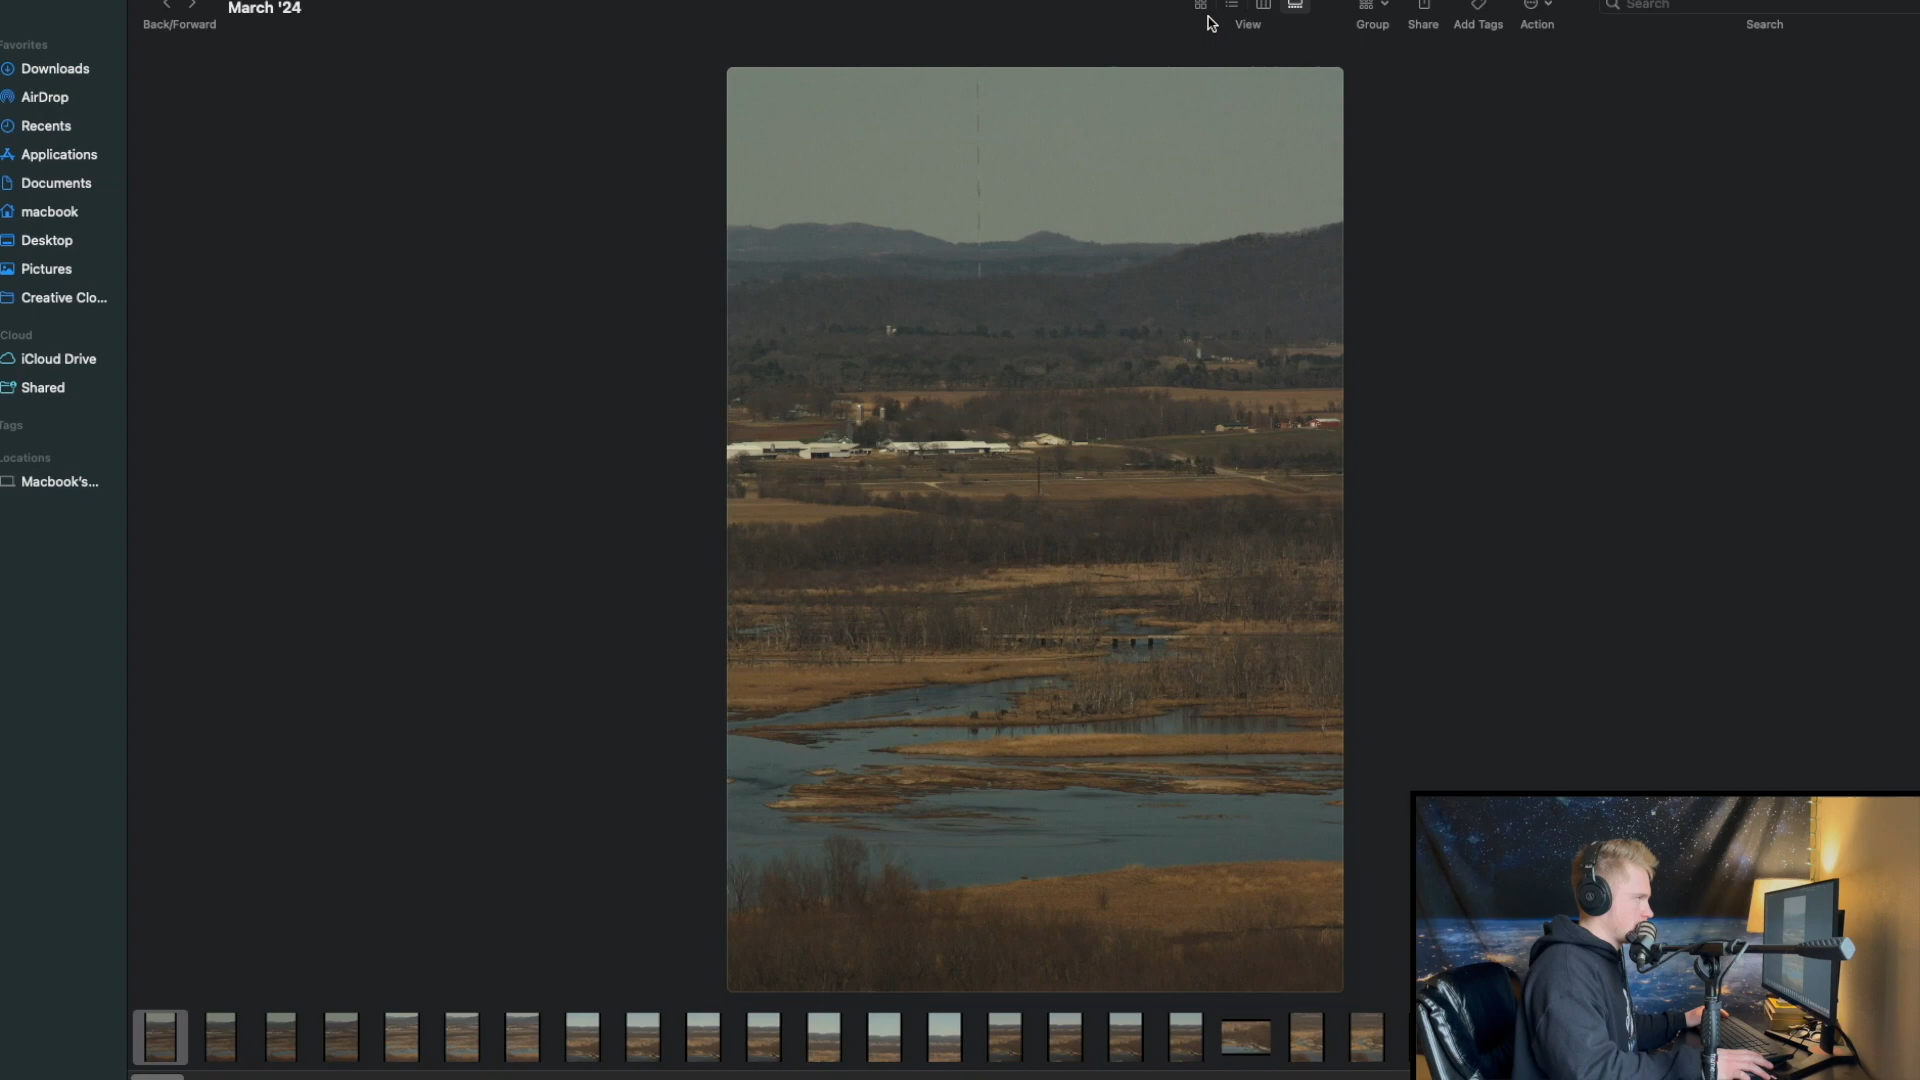 March '24
Back/Forward
View
Group
Share
Add Tags
Action
Search
Search
Favorites
Downloads
AirDrop
Recents
Applications
Documents
macbook
Desktop
Pictures
Creative Clo...
Cloud
iCloud Drive
Shared
Tags
Locations
Macbook's...